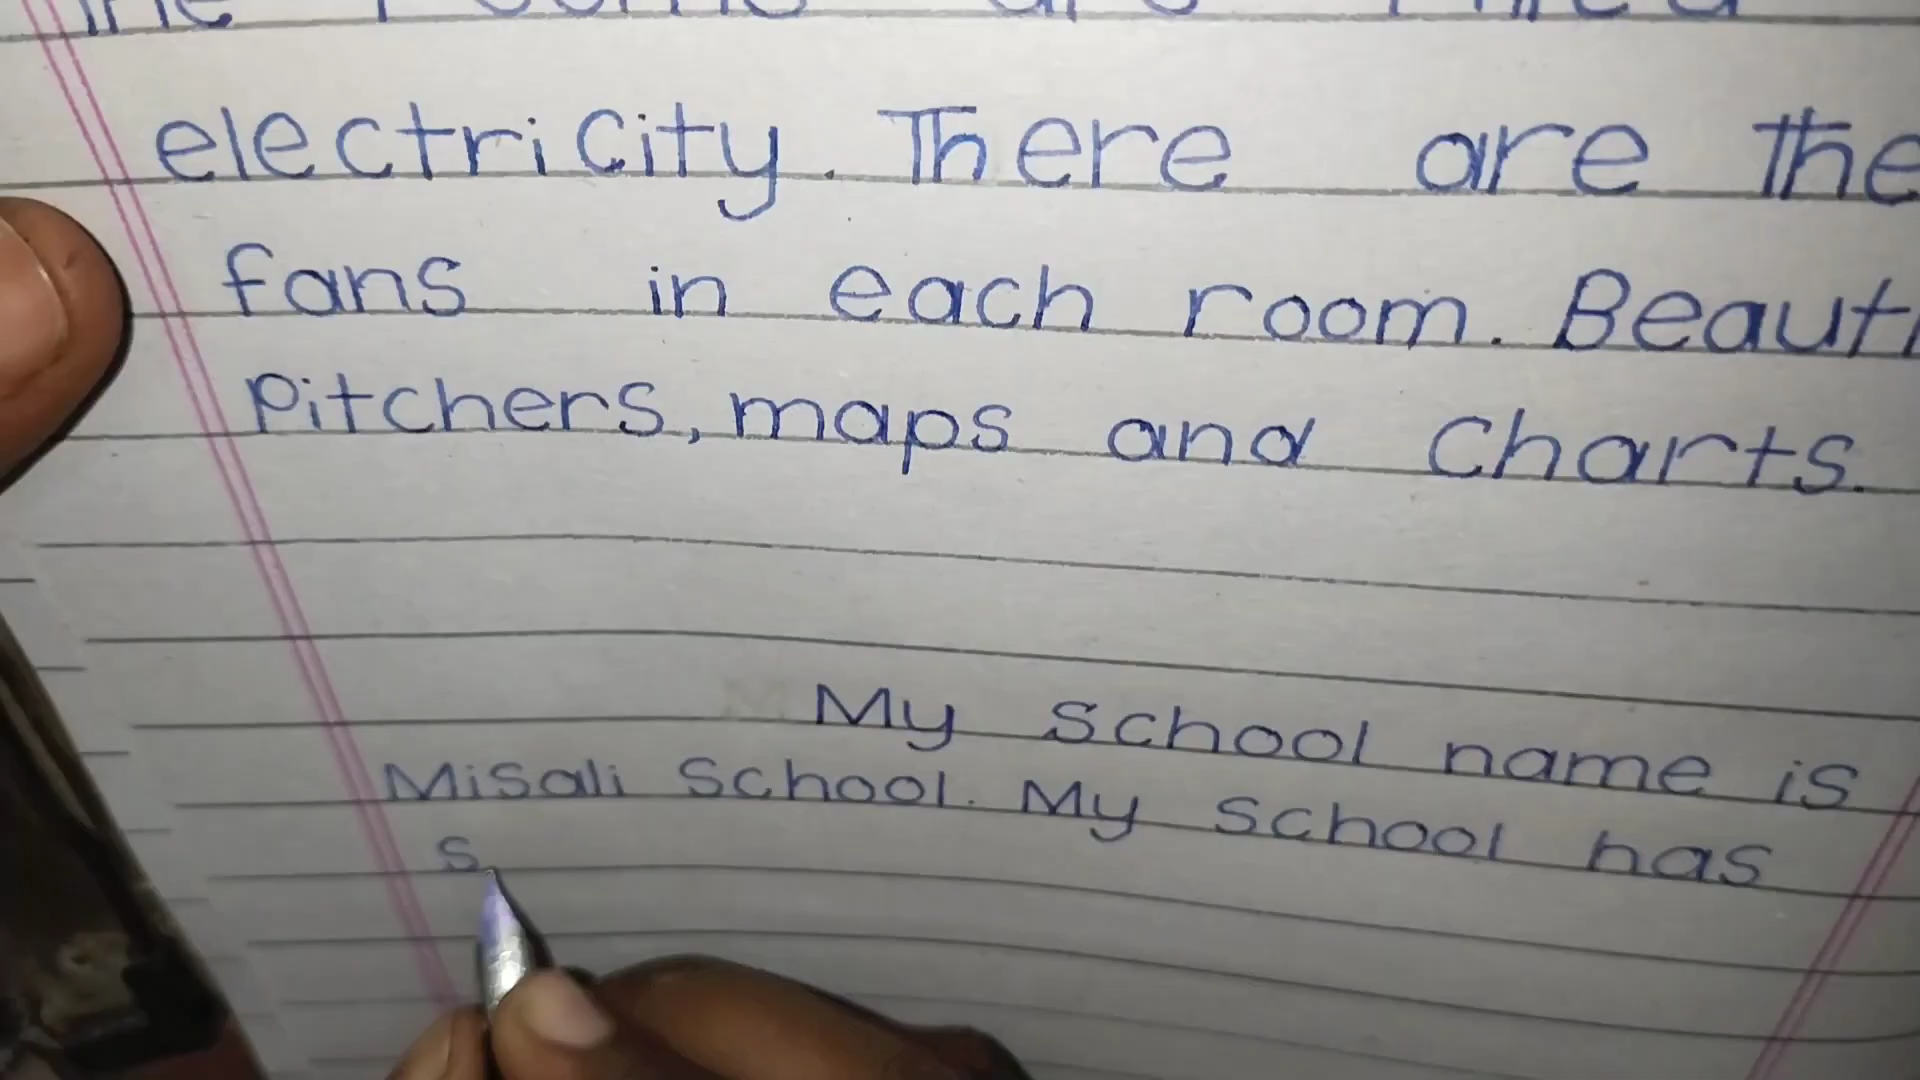 electricity. There are the
fans in each room. Beauti
Pitchers, maps and Charts.
My School name is
Misali School. My School has
S